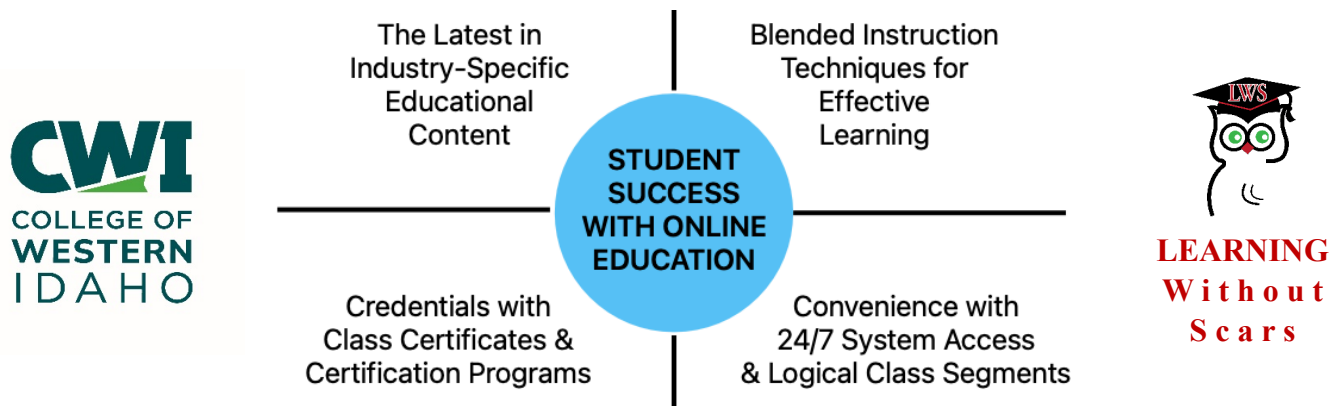 CWI
COLLEGE OF
WESTERN
IDAHO
The Latest in
Industry-Specific
Educational
Content
Blended Instruction
Techniques for
Effective
Learning
STUDENT
SUCCESS
WITH ONLINE
EDUCATION
Credentials with
Class Certificates &
Certification Programs
Convenience with
24/7 System Access
& Logical Class Segments
LWS
LEARNING
Without
Scars